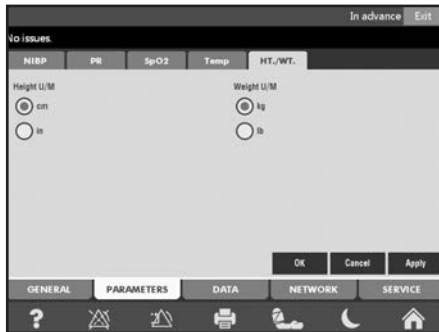 In advance Exit
No issues.
NIBP PR SpO2 Temp HT./WT.
Height U/M Weight U/M
cm kg
in lb
OK Cancel Apply
GENERAL PARAMETERS DATA NETWORK SERVICE
?